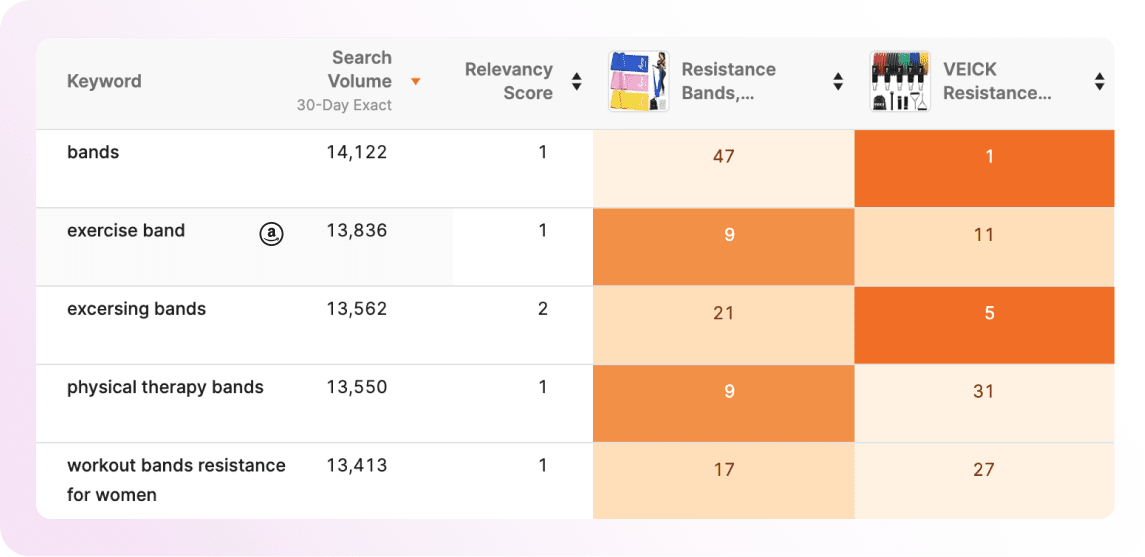 Keyword
Search
Volume
30-Day Exact
Relevancy
Score
Resistance
Bands,...
VEICK
Resistance...
bands 14,122 1 47 1
exercise band a 13,836 1 9 11
excersing bands 13,562 2 21 5
physical therapy bands 13,550 1 9 31
workout bands resistance 13,413 1 17 27
for women